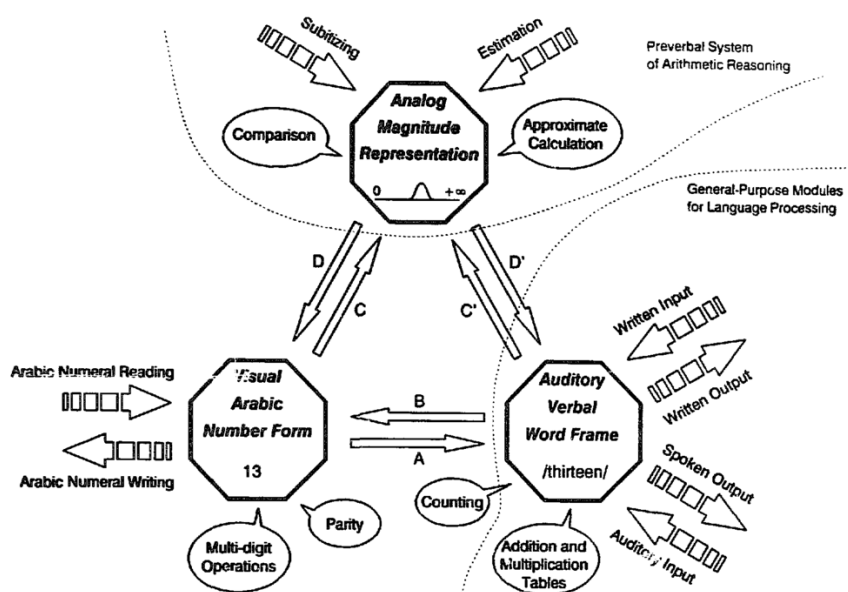 Subitizing
Estimation
Preverbal System
of Arithmetic Reasoning
Analog
Magnitude
Representation
0 +∞
Comparison
Approximate
Calculation
General-Purpose Modules
for Language Processing
D
C
D'
C'
Written Input
Written Output
Arabic Numeral Reading
Arabic Numeral Writing
Visual
Arabic
Number Form
13
B
A
Auditory
Verbal
Word Frame
/thirteen/
Spoken Output
Auditory Input
Counting
Parity
Multi-digit
Operations
Addition and
Multiplication
Tables